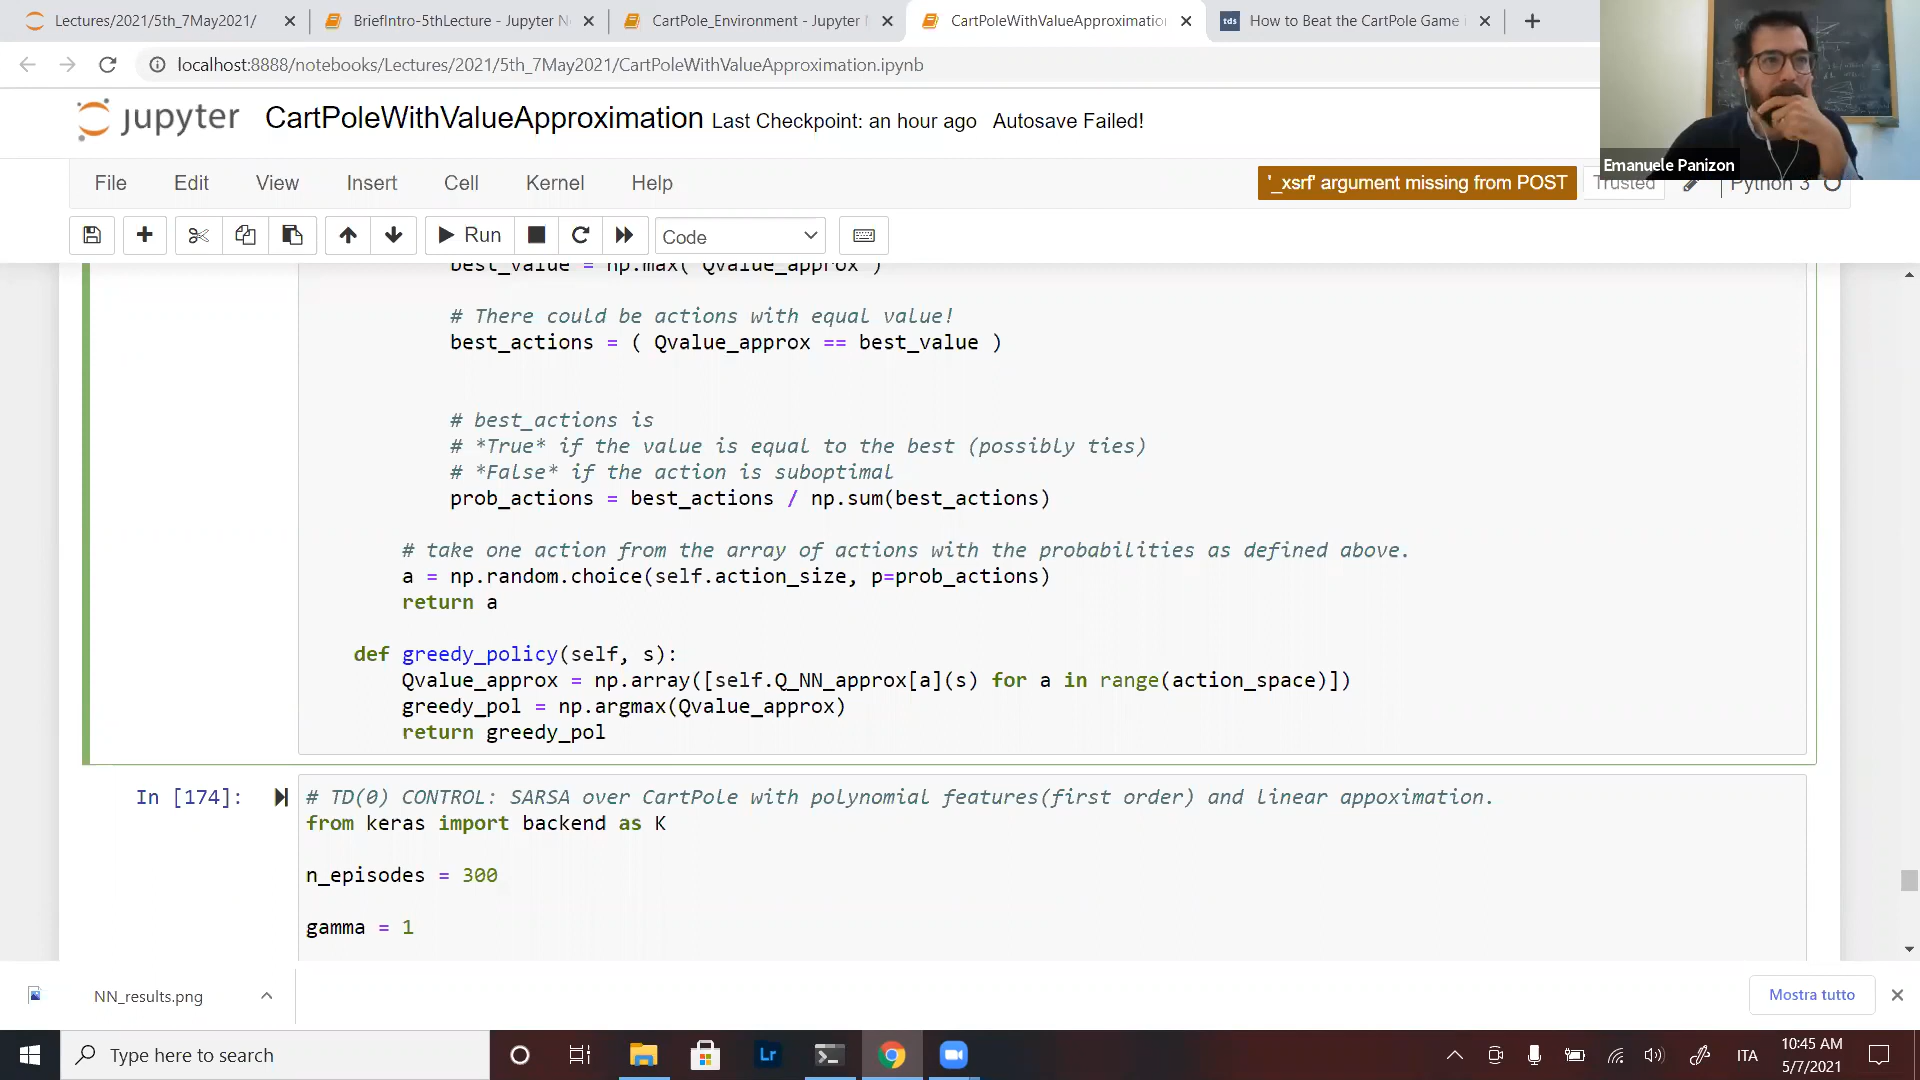 Lectures/2021/5th_7May2021/
BriefIntro-5thLecture - Jupyter N
CartPole_Environment - Jupyter
CartPoleWithValueApproximatio
tds How to Beat the CartPole Game i
localhost:8888/notebooks/Lectures/2021/5th_7May2021/CartPoleWithValueApproximation.ipynb
jupyter CartPoleWithValueApproximation Last Checkpoint: an hour ago Autosave Failed!
Emanuele Panizon
File Edit View Insert Cell Kernel Help
'_xsrf' argument missing from POST Trusted Python 3
Run Code
best_value = np.max( Qvalue_approx )
# There could be actions with equal value!
best_actions = ( Qvalue_approx == best_value )
# best_actions is
# *True* if the value is equal to the best (possibly ties)
# *False* if the action is suboptimal
prob_actions = best_actions / np.sum(best_actions)
# take one action from the array of actions with the probabilities as defined above.
a = np.random.choice(self.action_size, p=prob_actions)
return a
def greedy_policy(self, s):
Qvalue_approx = np.array([self.Q_NN_approx[a](s) for a in range(action_space)])
greedy_pol = np.argmax(Qvalue_approx)
return greedy_pol
In [174]:
# TD(0) CONTROL: SARSA over CartPole with polynomial features(first order) and linear appoximation.
from keras import backend as K
n_episodes = 300
gamma = 1
NN_results.png
Mostra tutto
Type here to search
Lr
ITA
10:45 AM
5/7/2021